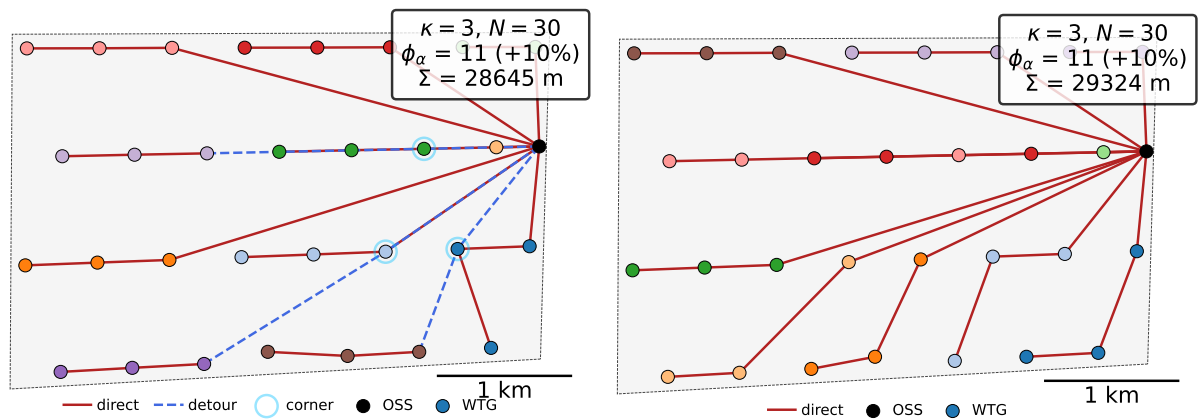 κ = 3, N = 30
ϕα = 11 (+10%)
Σ = 28645 m
1 km
direct
detour
corner
OSS
WTG
κ = 3, N = 30
ϕα = 11 (+10%)
Σ = 29324 m
1 km
direct
OSS
WTG